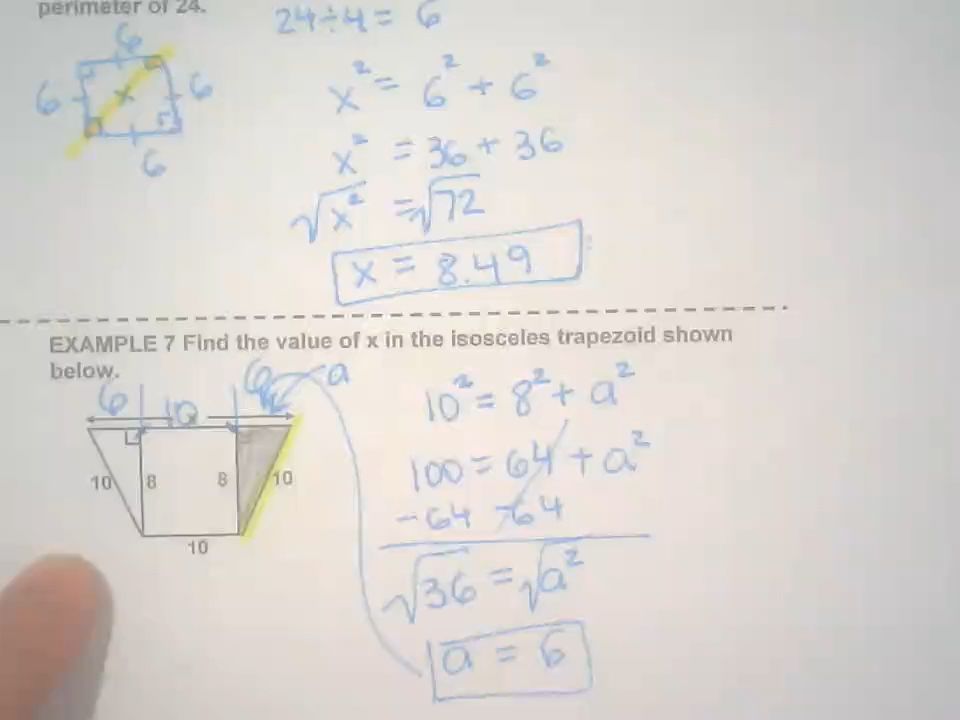 perimeter of 24.
24÷4 = 6
6
6 x 6
6
x² = 6² + 6²
x² = 36 + 36
√x² = √72
x = 8.49
EXAMPLE 7 Find the value of x in the isosceles trapezoid shown
below.
6 10 6 a
10 8 8 10
10
10² = 8² + a²
100 = 64 + a²
-64 -64
√36 = √a²
a = 6